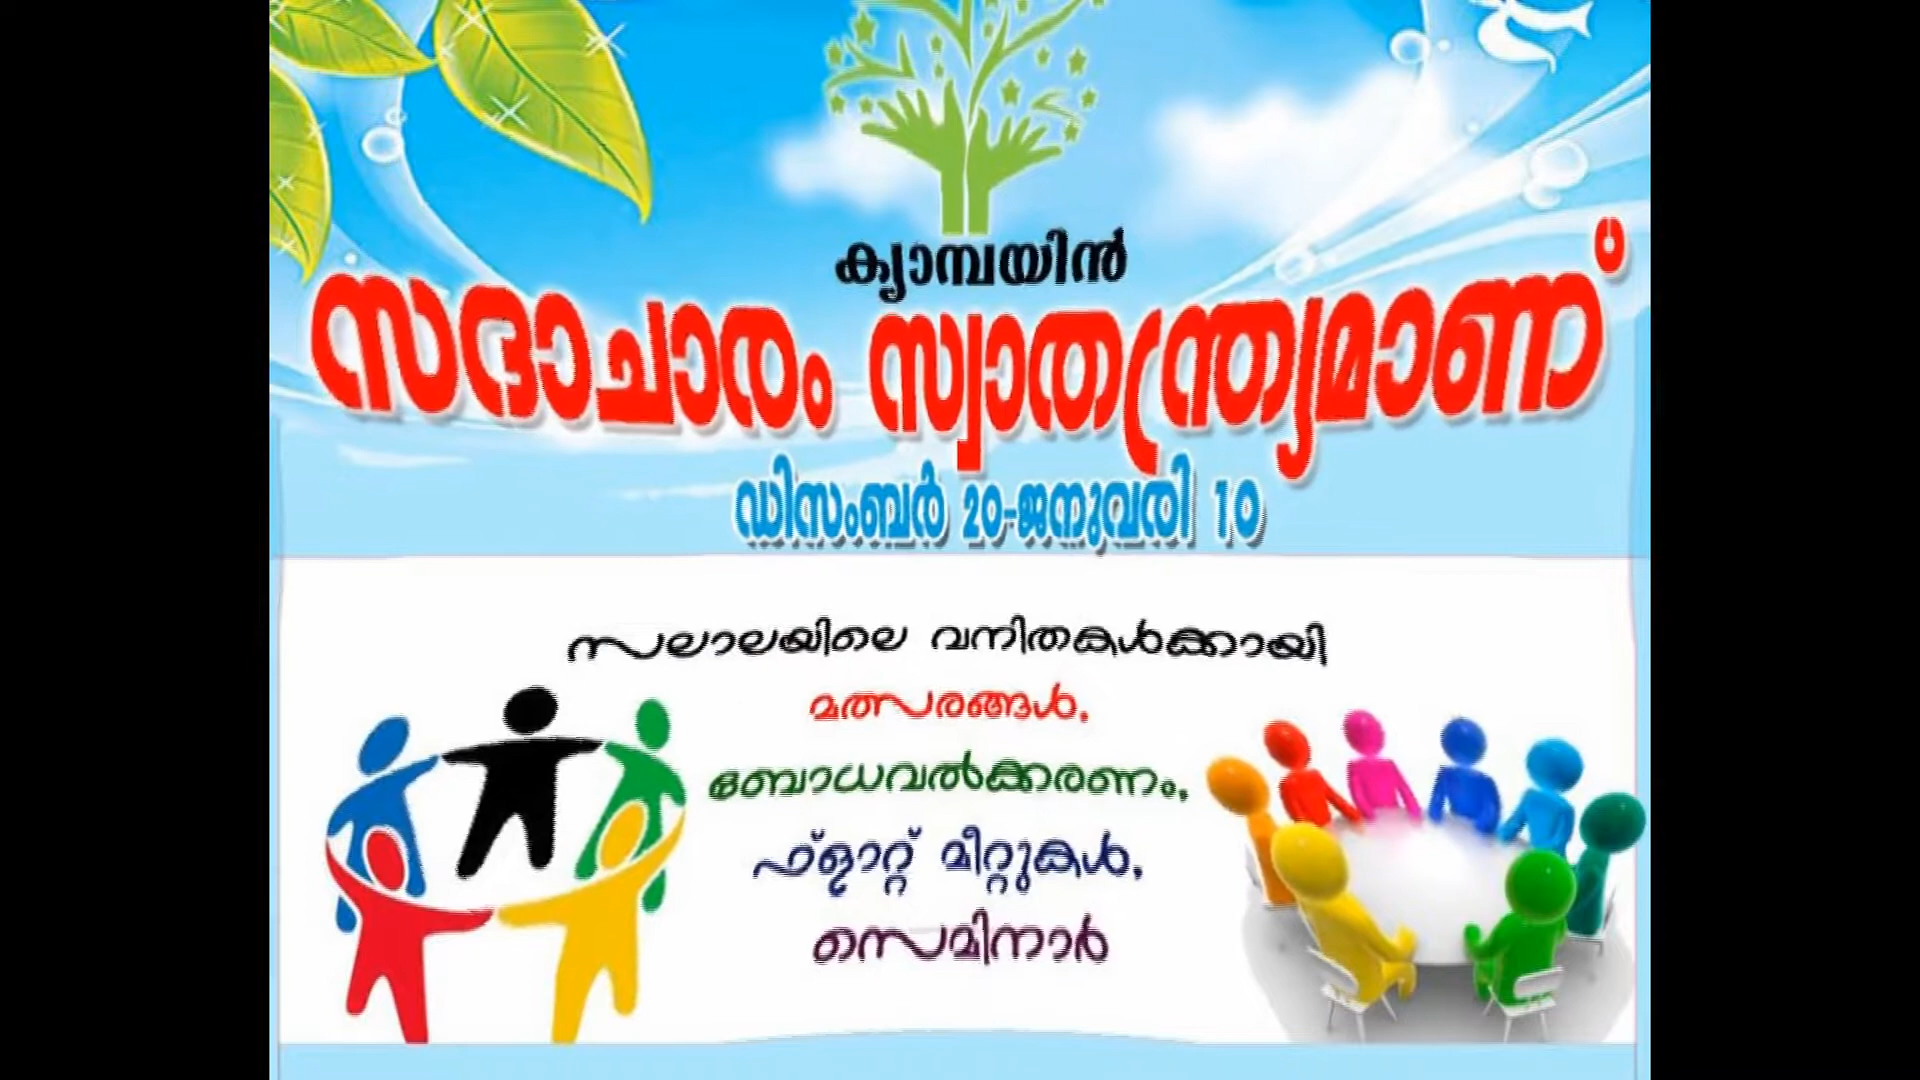 ക്യാമ്പയിൻ
സദാചാരം സ്വാതന്ത്ര്യമാണ്
ഡിസംബർ 20-ജനുവരി 10
സലാലയിലെ വനിതകൾക്കായി
മത്സരങ്ങൾ,
ബോധവൽക്കരണം,
ഫ്ളാറ്റ് മീറ്റുകൾ,
സെമിനാർ